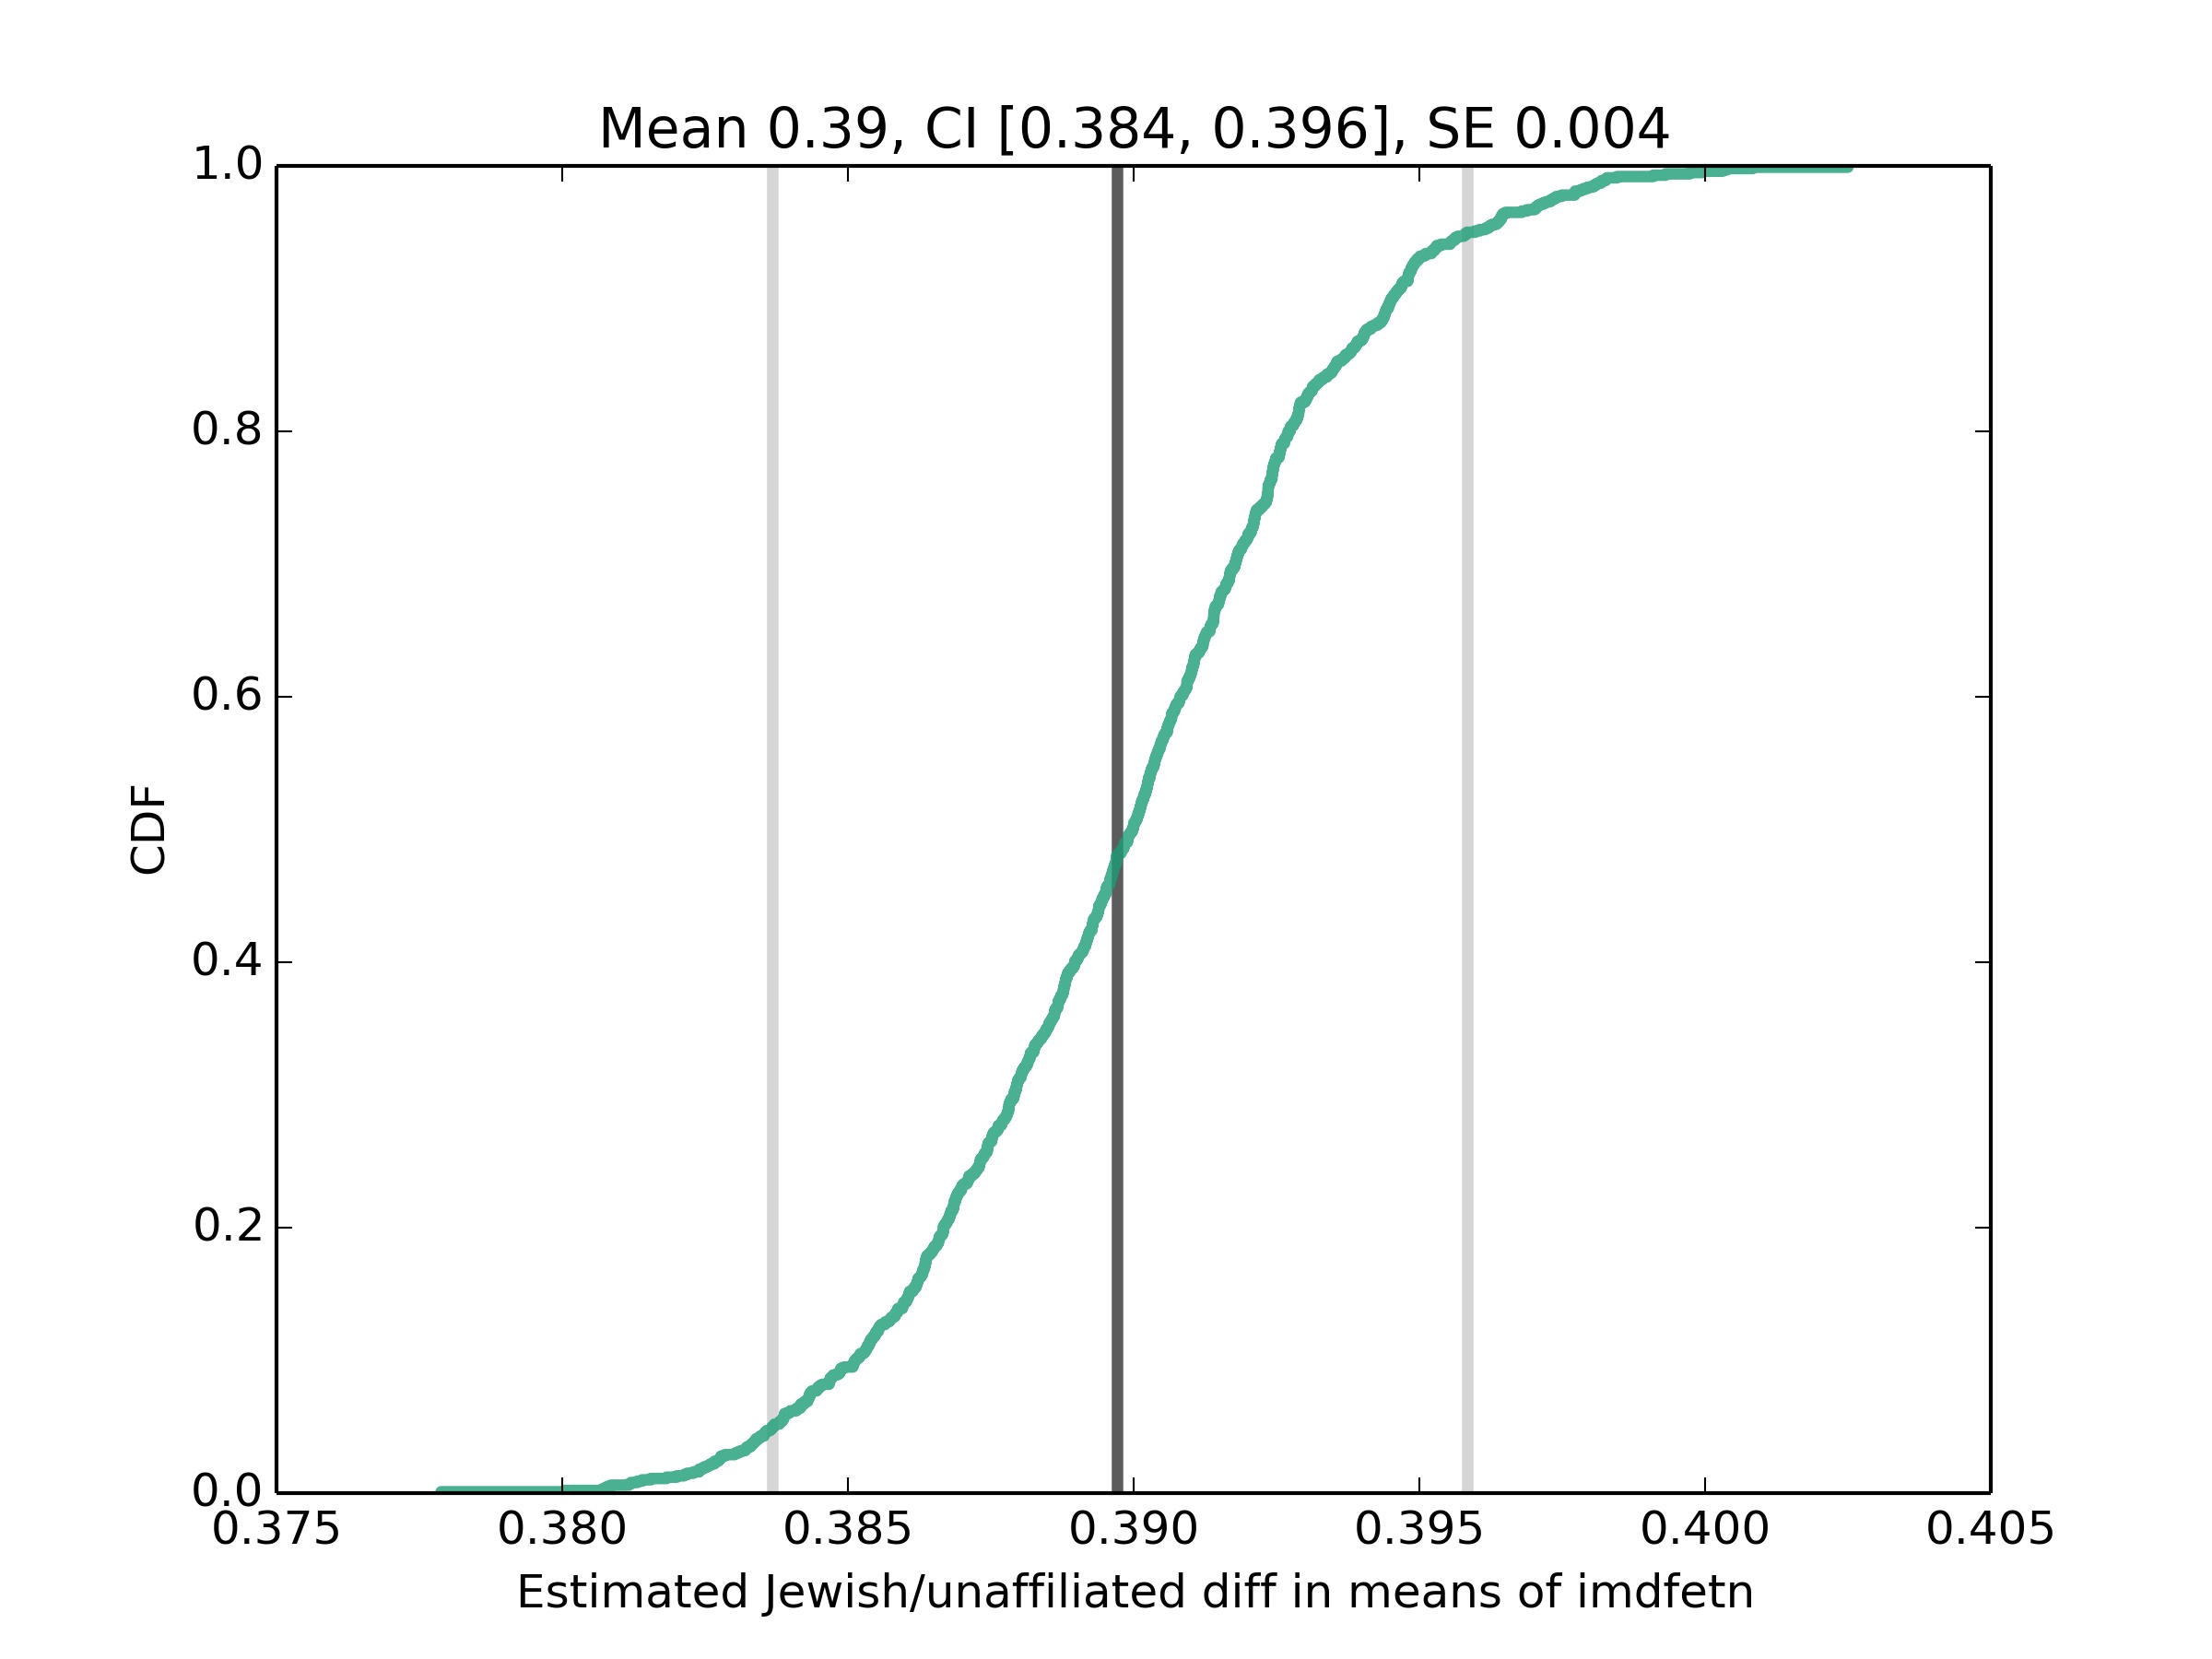 Mean 0.39, CI [0.384, 0.396], SE 0.004
1.0
0.8
0.6
0.4
0.2
0.0
CDF
0.375 0.380 0.385 0.390 0.395 0.400 0.405
Estimated Jewish/unaffiliated diff in means of imdfetn